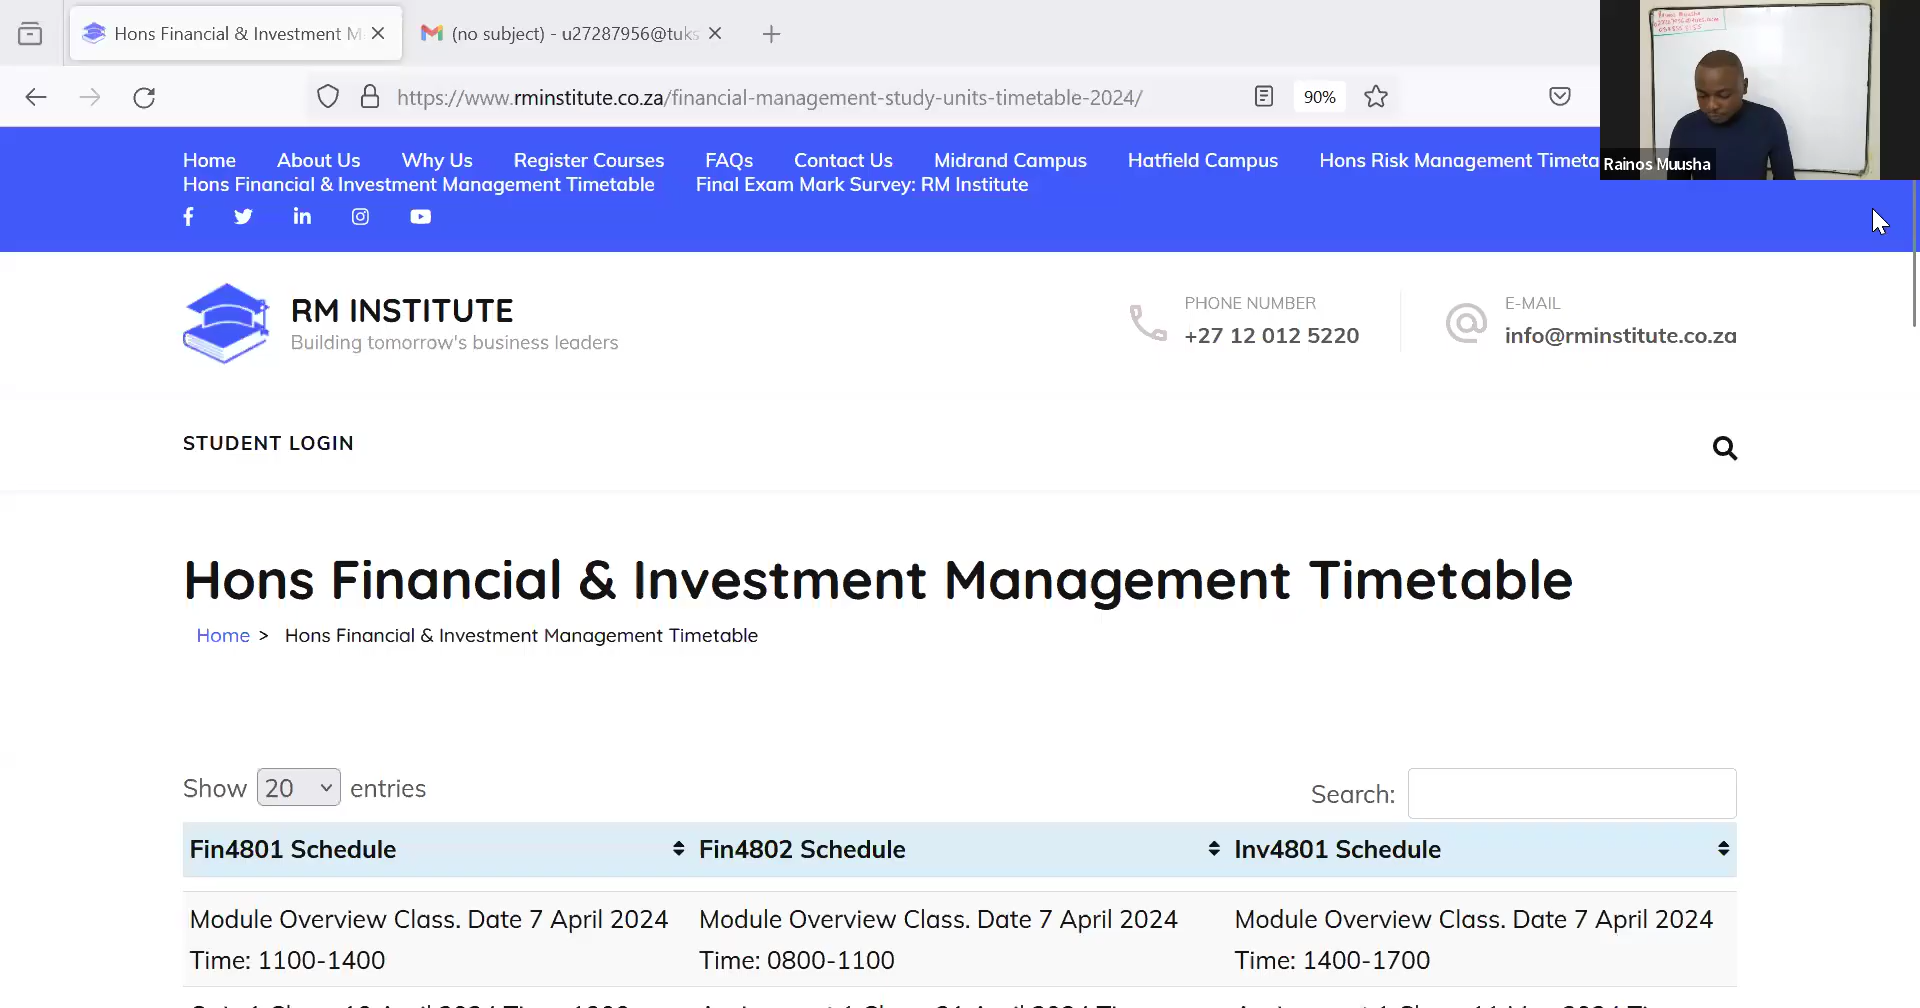 Hons Financial & Investment M
(no subject) - u27287956@tuks
https://www.rminstitute.co.za/financial-management-study-units-timetable-2024/
90%
Rainos Muusha
Home About Us Why Us Register Courses FAQs Contact Us Midrand Campus Hatfield Campus Hons Risk Management Timeta
Hons Financial & Investment Management Timetable Final Exam Mark Survey: RM Institute
RM INSTITUTE
Building tomorrow's business leaders
PHONE NUMBER
+27 12 012 5220
E-MAIL
info@rminstitute.co.za
STUDENT LOGIN
Hons Financial & Investment Management Timetable
Home > Hons Financial & Investment Management Timetable
Show 20 entries
Search:
Fin4801 Schedule Fin4802 Schedule Inv4801 Schedule
Module Overview Class. Date 7 April 2024 Module Overview Class. Date 7 April 2024 Module Overview Class. Date 7 April 2024
Time: 1100-1400 Time: 0800-1100 Time: 1400-1700